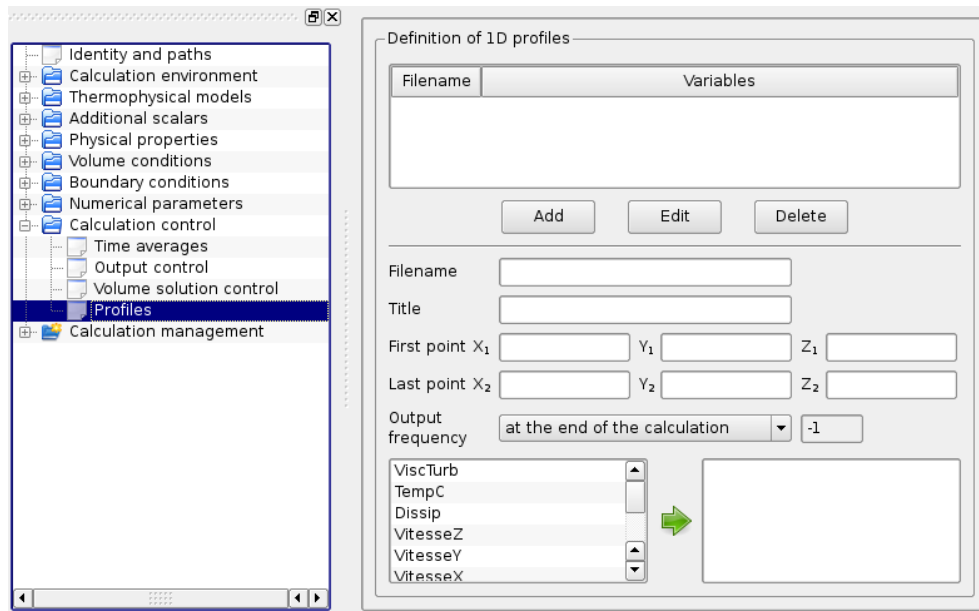 Identity and paths
Calculation environment
Thermophysical models
Additional scalars
Physical properties
Volume conditions
Boundary conditions
Numerical parameters
Calculation control
Time averages
Output control
Volume solution control
Profiles
Calculation management
Definition of 1D profiles
Filename Variables
Add Edit Delete
Filename
Title
First point X₁ Y₁ Z₁
Last point X₂ Y₂ Z₂
Output
frequency at the end of the calculation -1
ViscTurb
TempC
Dissip
VitesseZ
VitesseY
VitesseX